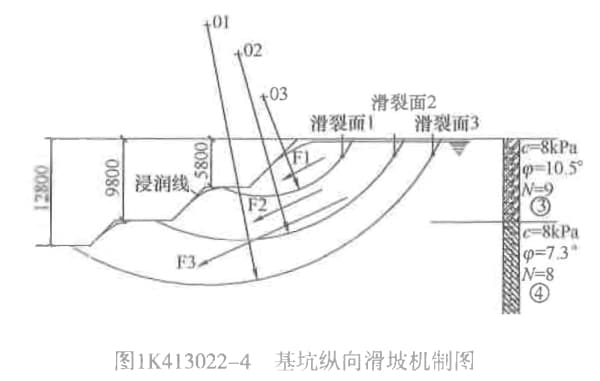 01
02
03
滑裂面2
滑裂面1
滑裂面3
F1
F2
F3
浸润线
12800
9800
5800
c=8kPa
φ=10.5°
N=9
③
c=8kPa
φ=7.3°
N=8
④
图1K413022-4 基坑纵向滑坡机制图